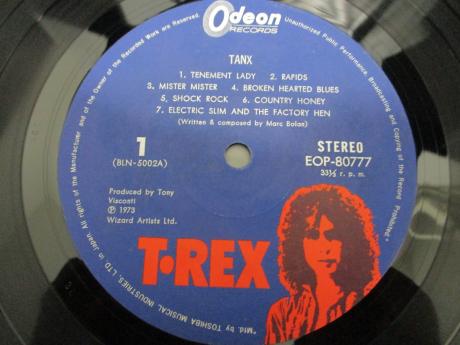 Odeon
RECORDS
TANX
1. TENEMENT LADY 2. RAPIDS
3. MISTER MISTER 4. BROKEN HEARTED BLUES
5. SHOCK ROCK 6. COUNTRY HONEY
7. ELECTRIC SLIM AND THE FACTORY HEN
(Written & composed by Marc Bolan)
1
(BLN-5002A)
STEREO
EOP-80777
33⅓ r. p. m.
Produced by Tony
Visconti
Ⓟ 1973
Wizard Artists Ltd.
T•REX
"Mfd. by TOSHIBA MUSICAL INDUSTRIES, LTD. in Japan. All rights of the Manufacturer and of the Owner of the Recorded Work are Reserved. Unauthorized Public Performance, Broadcasting and Copying of the Record Prohibited."